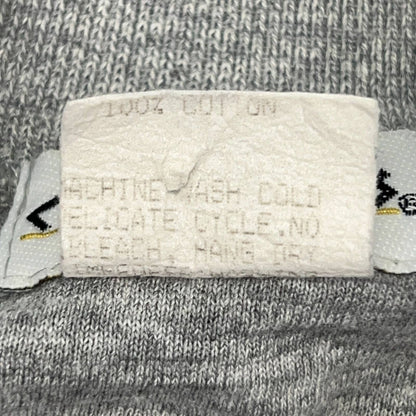 100% COTTON
MACHINE WASH COLD
DELICATE CYCLE. NO
BLEACH. HANG DRY